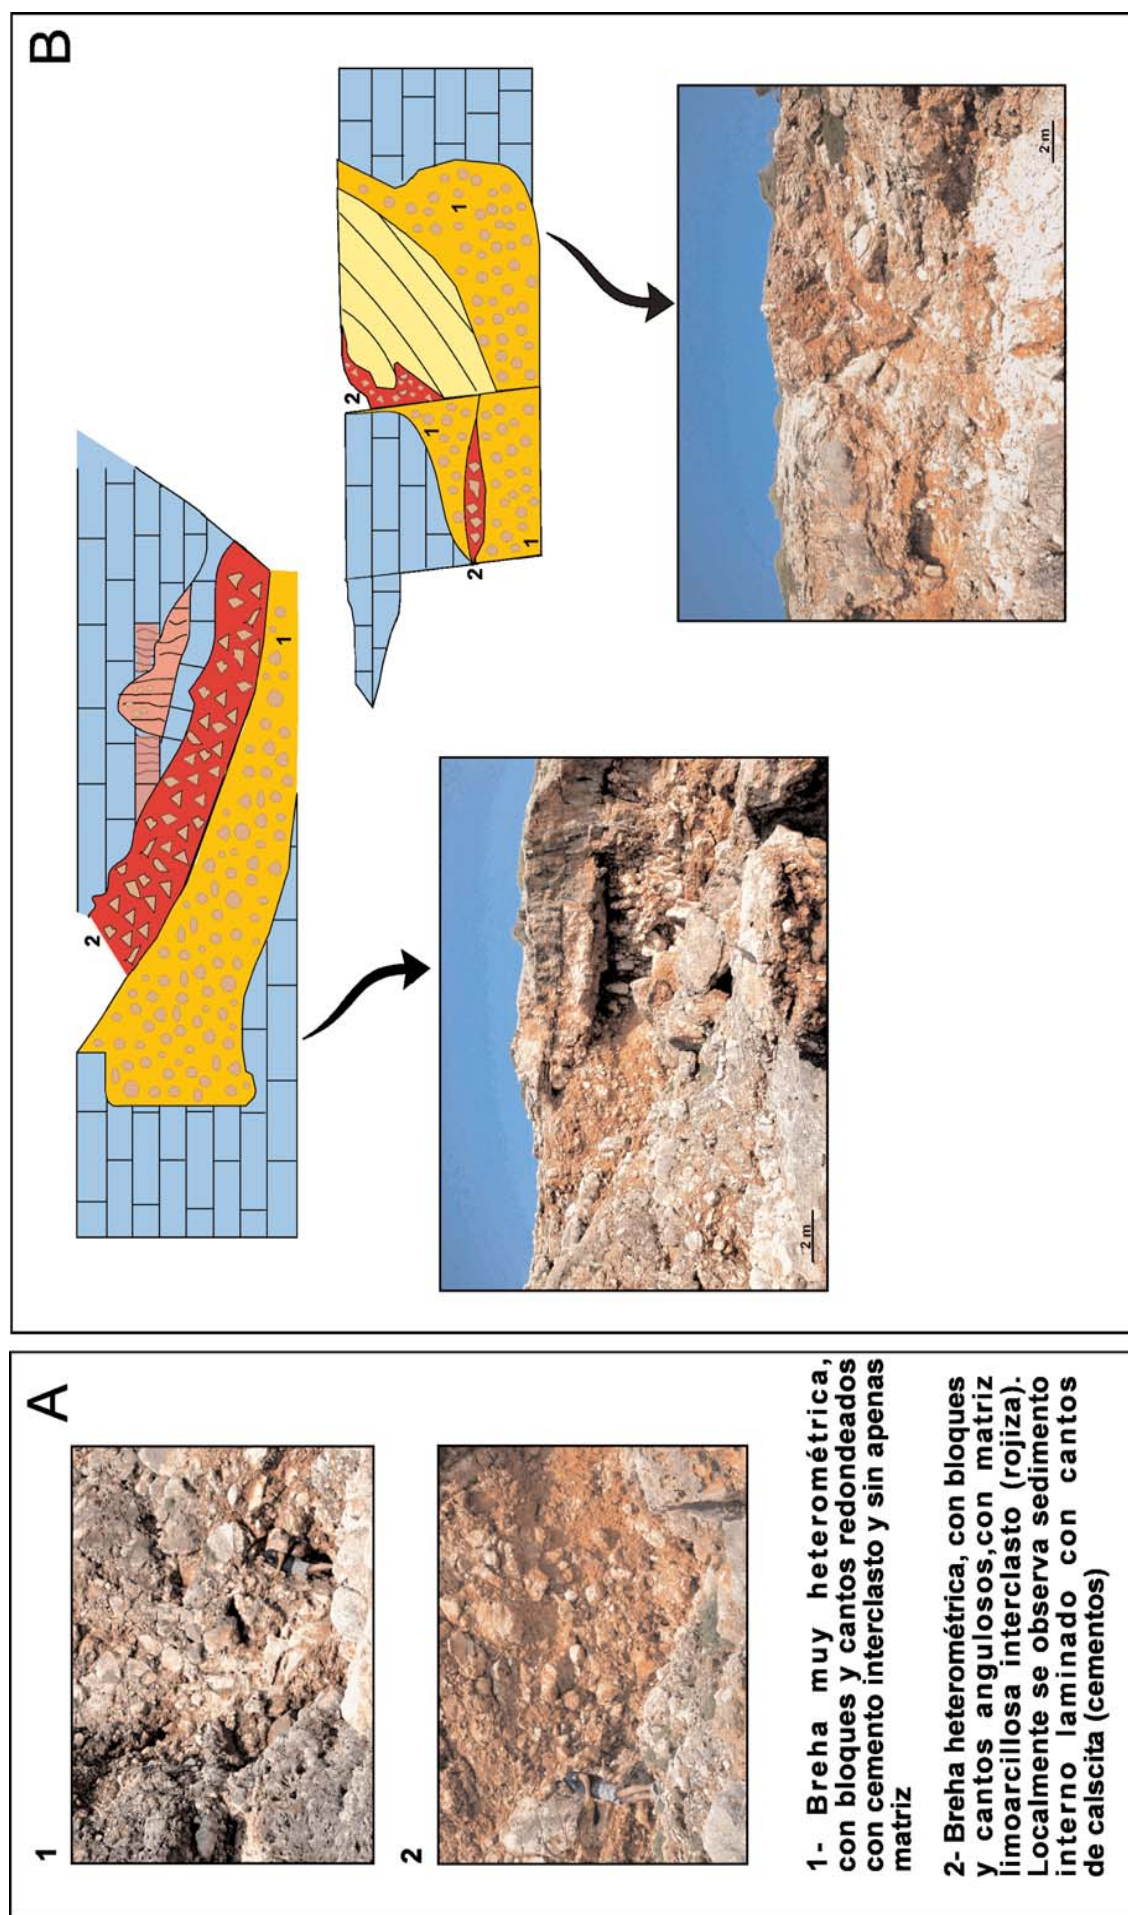 A
1
2
1- Breha muy heterométrica,
con bloques y cantos redondeados
con cemento interclasto y sin apenas
matriz
2- Breha heterométrica, con bloques
y cantos angulosos,con matriz
limoarcillosa interclasto (rojiza).
Localmente se observa sedimento
interno laminado con cantos
de calscita (cementos)
B
2
1
2
1
1
2
1
2 m
2 m